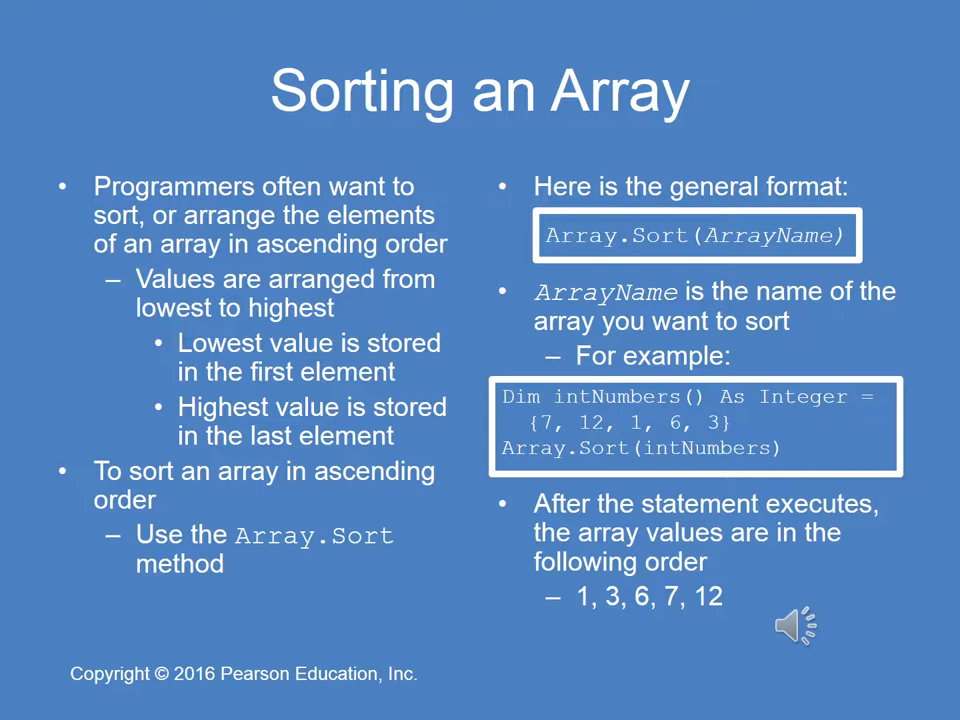 Sorting an Array
• Programmers often want to
sort, or arrange the elements
of an array in ascending order
– Values are arranged from
lowest to highest
• Lowest value is stored
in the first element
• Highest value is stored
in the last element
• To sort an array in ascending
order
– Use the Array.Sort
method
• Here is the general format:
Array.Sort(ArrayName)
• ArrayName is the name of the
array you want to sort
– For example:
Dim intNumbers() As Integer =
{7, 12, 1, 6, 3}
Array.Sort(intNumbers)
• After the statement executes,
the array values are in the
following order
– 1, 3, 6, 7, 12
Copyright © 2016 Pearson Education, Inc.